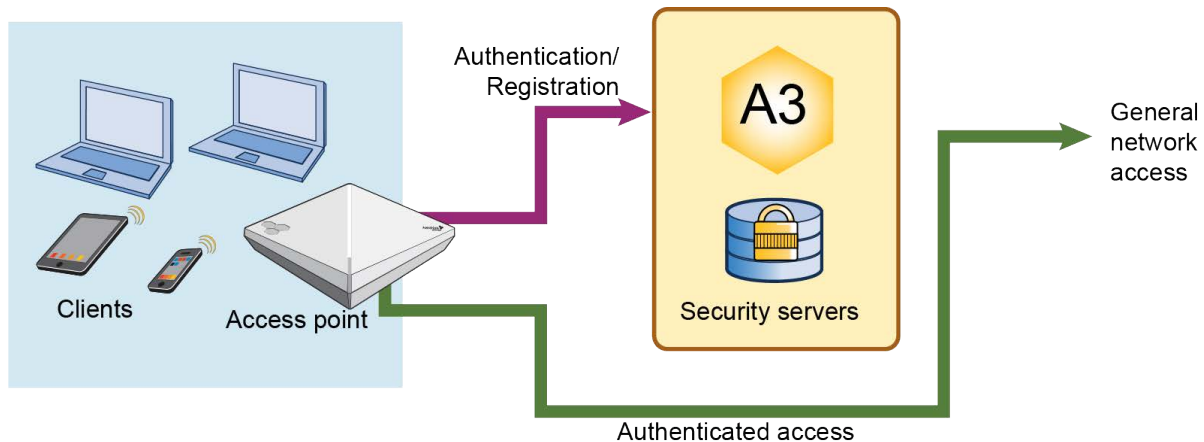 Authentication/
Registration
A3
General
network
access
Clients
Access point
Security servers
Authenticated access